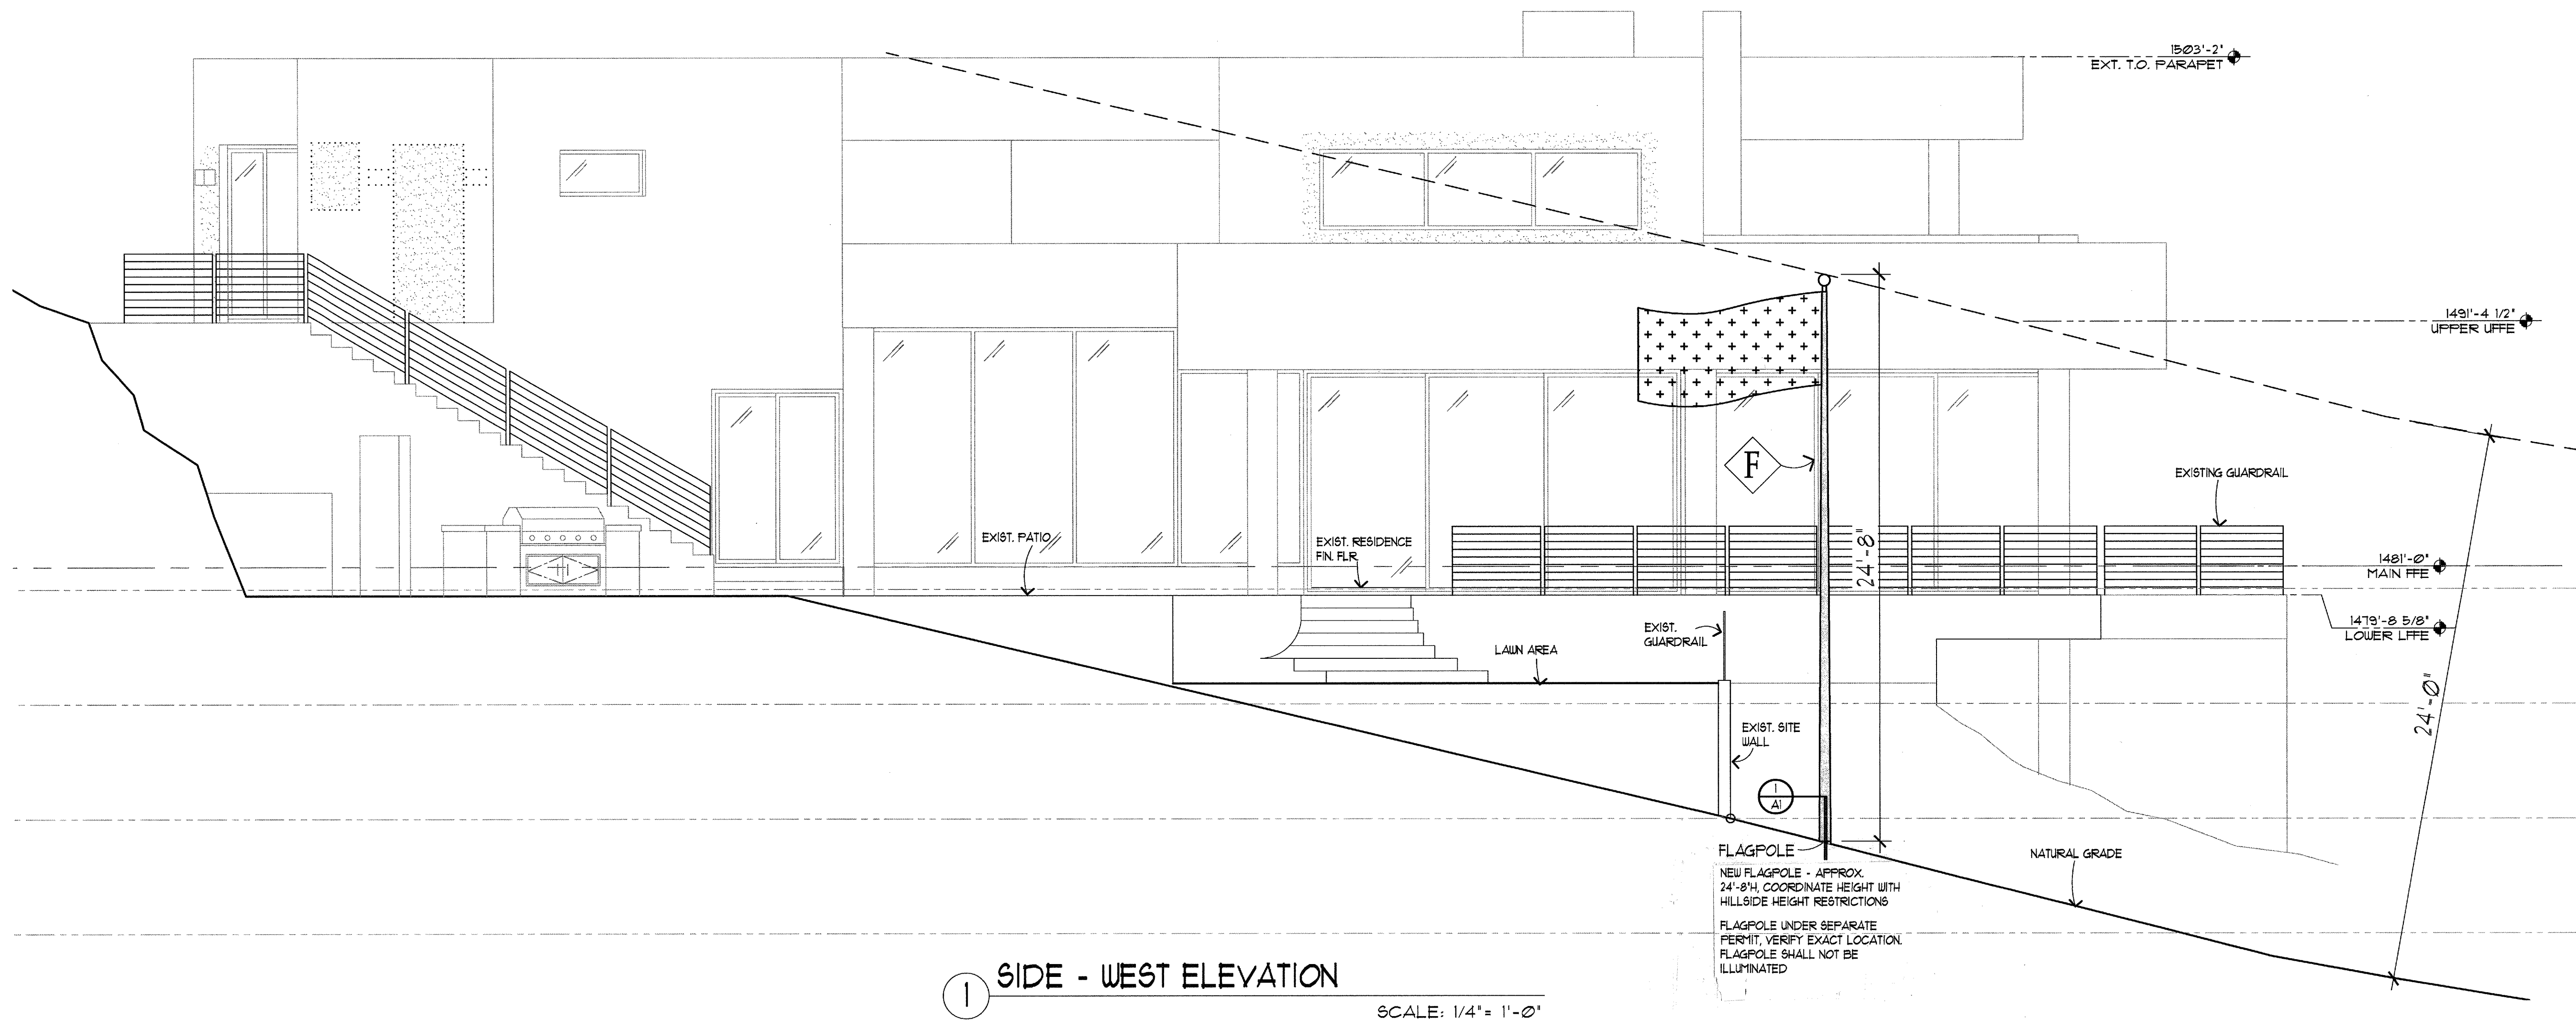 1503'-2"
EXT. T.O. PARAPET
1491'-4 1/2"
UPPER UFFE
F
EXISTING GUARDRAIL
24'-8"
EXIST. PATIO
EXIST. RESIDENCE
FIN. FLR.
1481'-0"
MAIN FFE
1479'-8 5/8"
LOWER LFFE
EXIST.
GUARDRAIL
LAWN AREA
24'-0"
EXIST. SITE
WALL
1
A1
FLAGPOLE
NATURAL GRADE
NEW FLAGPOLE - APPROX.
24'-8"H, COORDINATE HEIGHT WITH
HILLSIDE HEIGHT RESTRICTIONS
FLAGPOLE UNDER SEPARATE
PERMIT, VERIFY EXACT LOCATION.
FLAGPOLE SHALL NOT BE
ILLUMINATED
1
SIDE - WEST ELEVATION
SCALE: 1/4"= 1'-0"